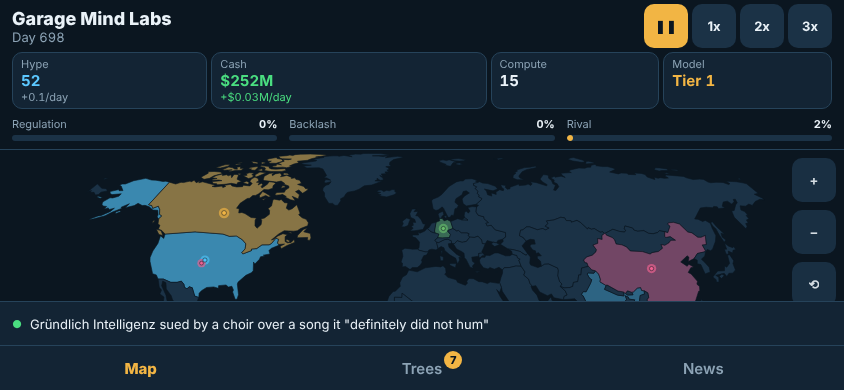 Garage Mind Labs
Day 698
1x
2x
3x
Hype
52
+0.1/day
Cash
$252M
+$0.03M/day
Compute
15
Model
Tier 1
Regulation 0%
Backlash 0%
Rival 2%
+
−
⟲
Gründlich Intelligenz sued by a choir over a song it "definitely did not hum"
Map
Trees 7
News